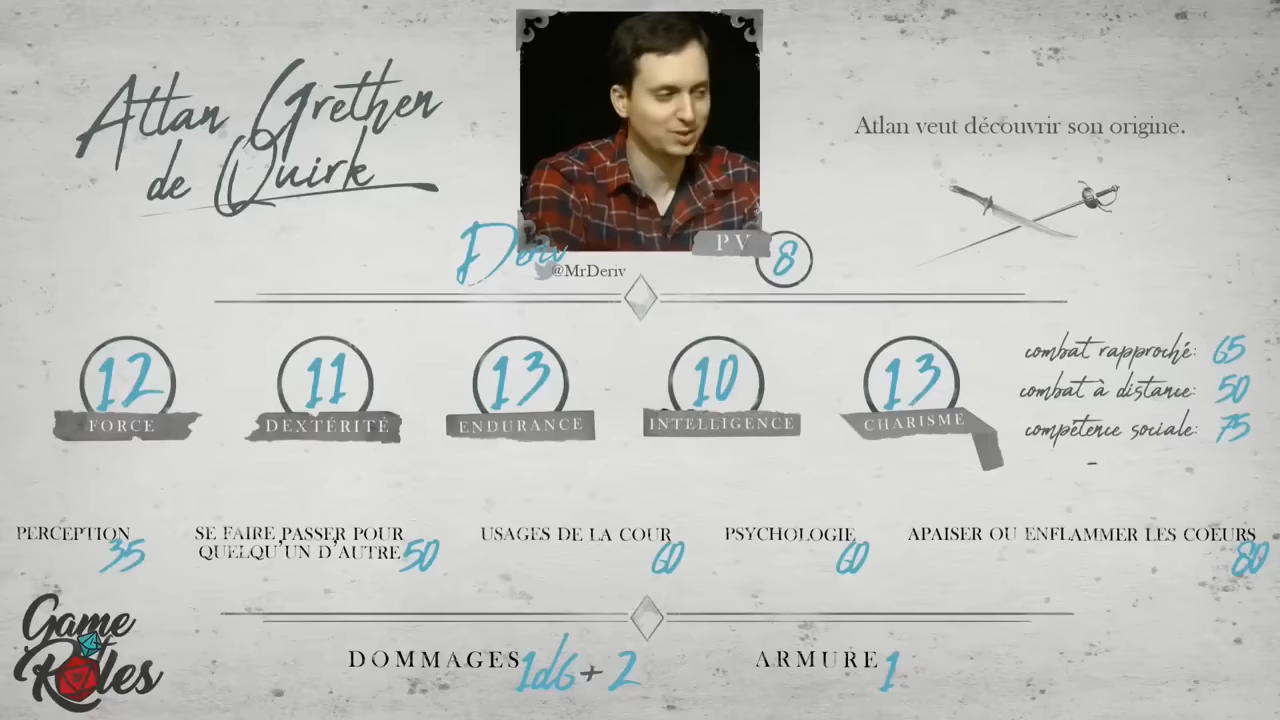 Atlan Grethen
de Quirk
Atlan veut découvrir son origine.
Deriv
@MrDeriv
PV
8
12
FORCE
11
DEXTÉRITÉ
13
ENDURANCE
10
INTELLIGENCE
13
CHARISME
combat rapproché: 65
combat à distance: 50
compétence sociale: 75
-
PERCEPTION
35
SE FAIRE PASSER POUR
QUELQU'UN D'AUTRE 50
USAGES DE LA COUR
60
PSYCHOLOGIE
60
APAISER OU ENFLAMMER LES COEURS
80
Game
of
Rôles
DOMMAGES 1d6 + 2
ARMURE 1